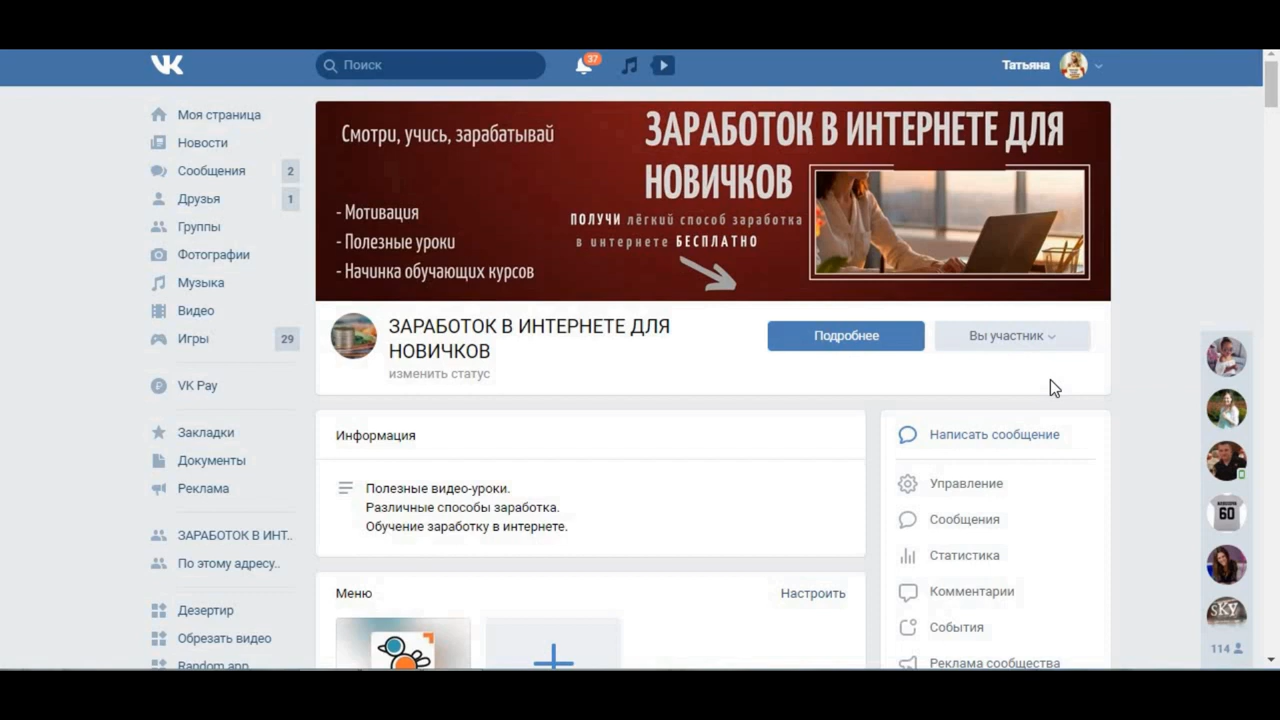 VK
Поиск
37
Татьяна
Моя страница
Новости
Сообщения
2
Друзья
1
Группы
Фотографии
Музыка
Видео
Игры
29
VK Pay
Закладки
Документы
Реклама
ЗАРАБОТОК В ИНТ..
По этому адресу..
Дезертир
Обрезать видео
Random app
Смотри, учись, зарабатывай
- Мотивация
- Полезные уроки
- Начинка обучающих курсов
ЗАРАБОТОК В ИНТЕРНЕТЕ ДЛЯ
НОВИЧКОВ
ПОЛУЧИ лёгкий способ заработка
в интернете БЕСПЛАТНО
ЗАРАБОТОК В ИНТЕРНЕТЕ ДЛЯ
НОВИЧКОВ
изменить статус
Подробнее
Вы участник
Информация
Полезные видео-уроки.
Различные способы заработка.
Обучение заработку в интернете.
Меню
Настроить
Написать сообщение
Управление
Сообщения
Статистика
Комментарии
События
Реклама сообщества
60
SKY
114